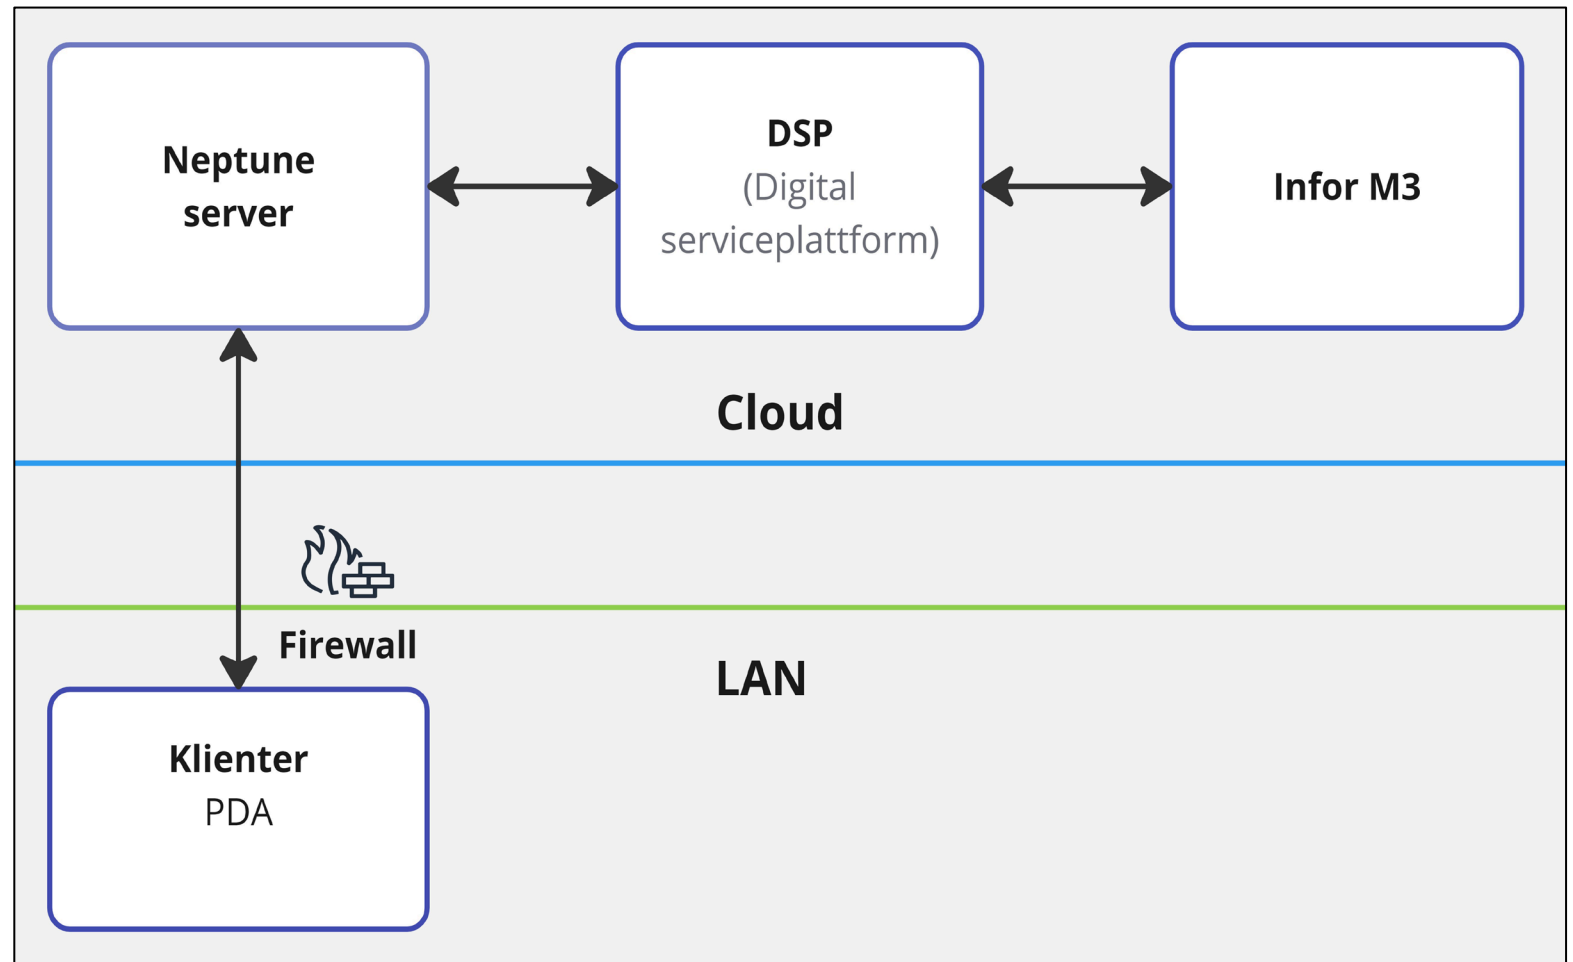 Neptune
server
DSP
(Digital
serviceplattform)
Infor M3
Cloud
Firewall
LAN
Klienter
PDA